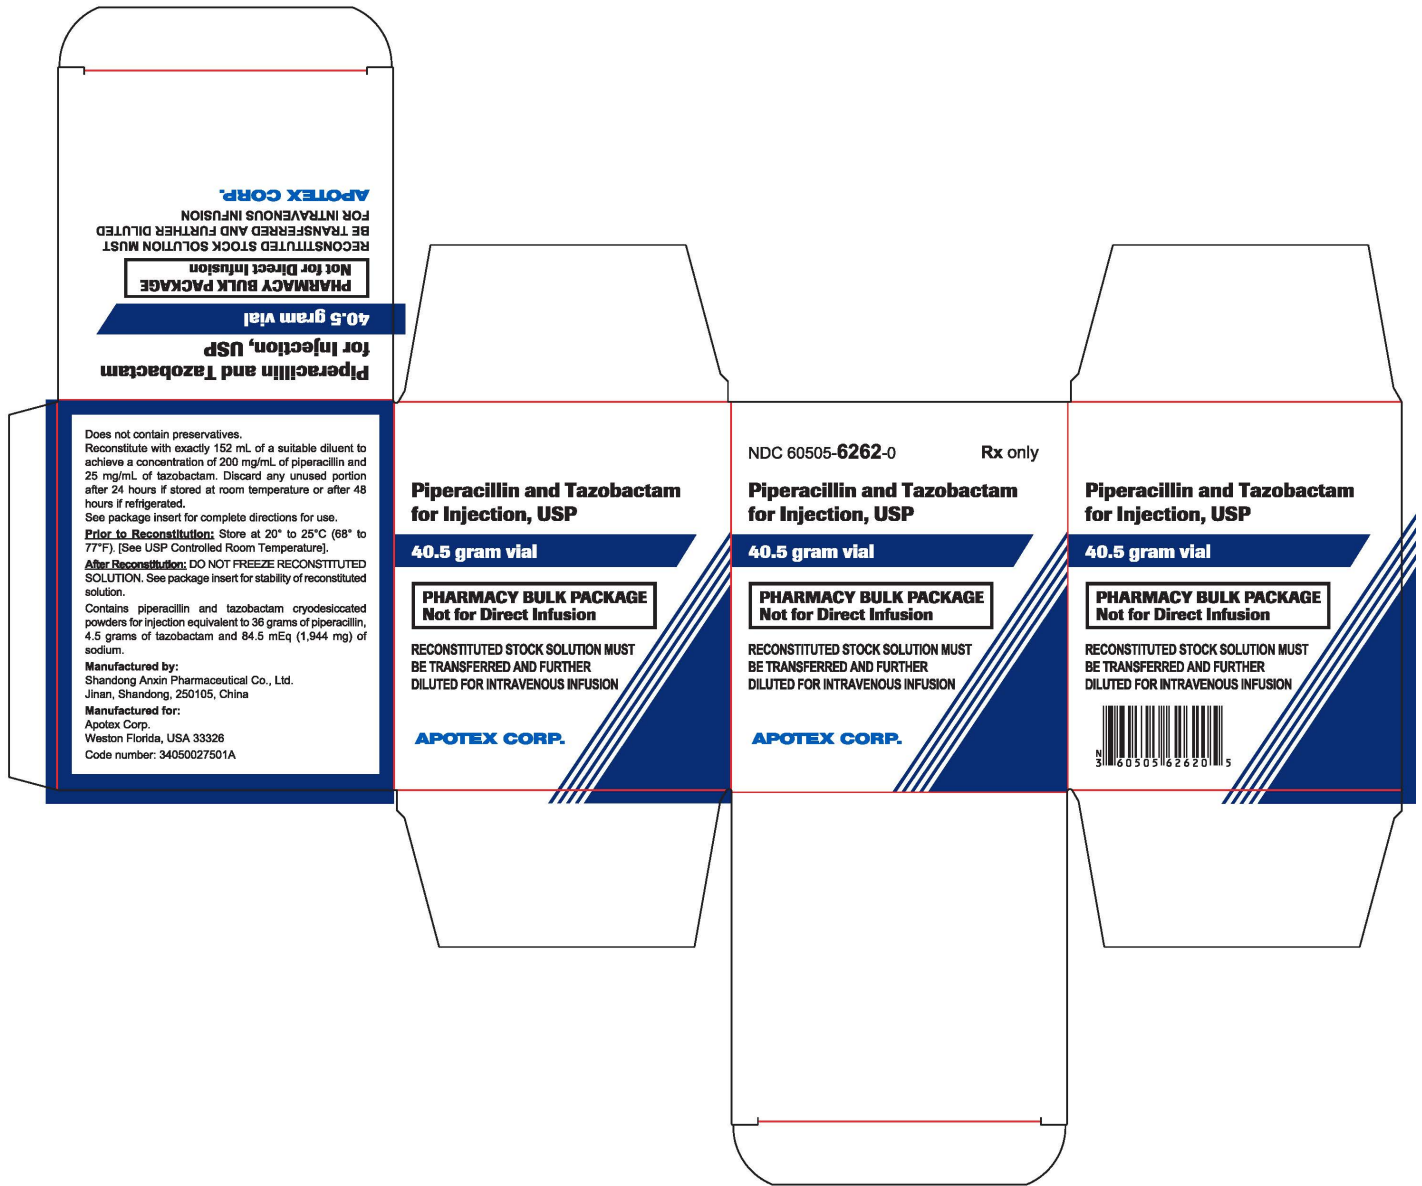 Piperacillin and Tazobactam
for Injection, USP
40.5 gram vial
PHARMACY BULK PACKAGE
Not for Direct Infusion
RECONSTITUTED STOCK SOLUTION MUST
BE TRANSFERRED AND FURTHER DILUTED
FOR INTRAVENOUS INFUSION
APOTEX CORP.
Does not contain preservatives.
Reconstitute with exactly 152 mL of a suitable diluent to
achieve a concentration of 200 mg/mL of piperacillin and
25 mg/mL of tazobactam. Discard any unused portion
after 24 hours if stored at room temperature or after 48
hours if refrigerated.
See package insert for complete directions for use.
Prior to Reconstitution: Store at 20° to 25°C (68° to
77°F). [See USP Controlled Room Temperature].
After Reconstitution: DO NOT FREEZE RECONSTITUTED
SOLUTION. See package insert for stability of reconstituted
solution.
Contains piperacillin and tazobactam cryodesiccated
powders for injection equivalent to 36 grams of piperacillin,
4.5 grams of tazobactam and 84.5 mEq (1,944 mg) of
sodium.
Manufactured by:
Shandong Anxin Pharmaceutical Co., Ltd.
Jinan, Shandong, 250105, China
Manufactured for:
Apotex Corp.
Weston Florida, USA 33326
Code number: 34050027501A
Piperacillin and Tazobactam
for Injection, USP
40.5 gram vial
PHARMACY BULK PACKAGE
Not for Direct Infusion
RECONSTITUTED STOCK SOLUTION MUST
BE TRANSFERRED AND FURTHER
DILUTED FOR INTRAVENOUS INFUSION
APOTEX CORP.
NDC 60505-6262-0 Rx only
Piperacillin and Tazobactam
for Injection, USP
40.5 gram vial
PHARMACY BULK PACKAGE
Not for Direct Infusion
RECONSTITUTED STOCK SOLUTION MUST
BE TRANSFERRED AND FURTHER
DILUTED FOR INTRAVENOUS INFUSION
APOTEX CORP.
Piperacillin and Tazobactam
for Injection, USP
40.5 gram vial
PHARMACY BULK PACKAGE
Not for Direct Infusion
RECONSTITUTED STOCK SOLUTION MUST
BE TRANSFERRED AND FURTHER
DILUTED FOR INTRAVENOUS INFUSION
N
3 60505 62620 5